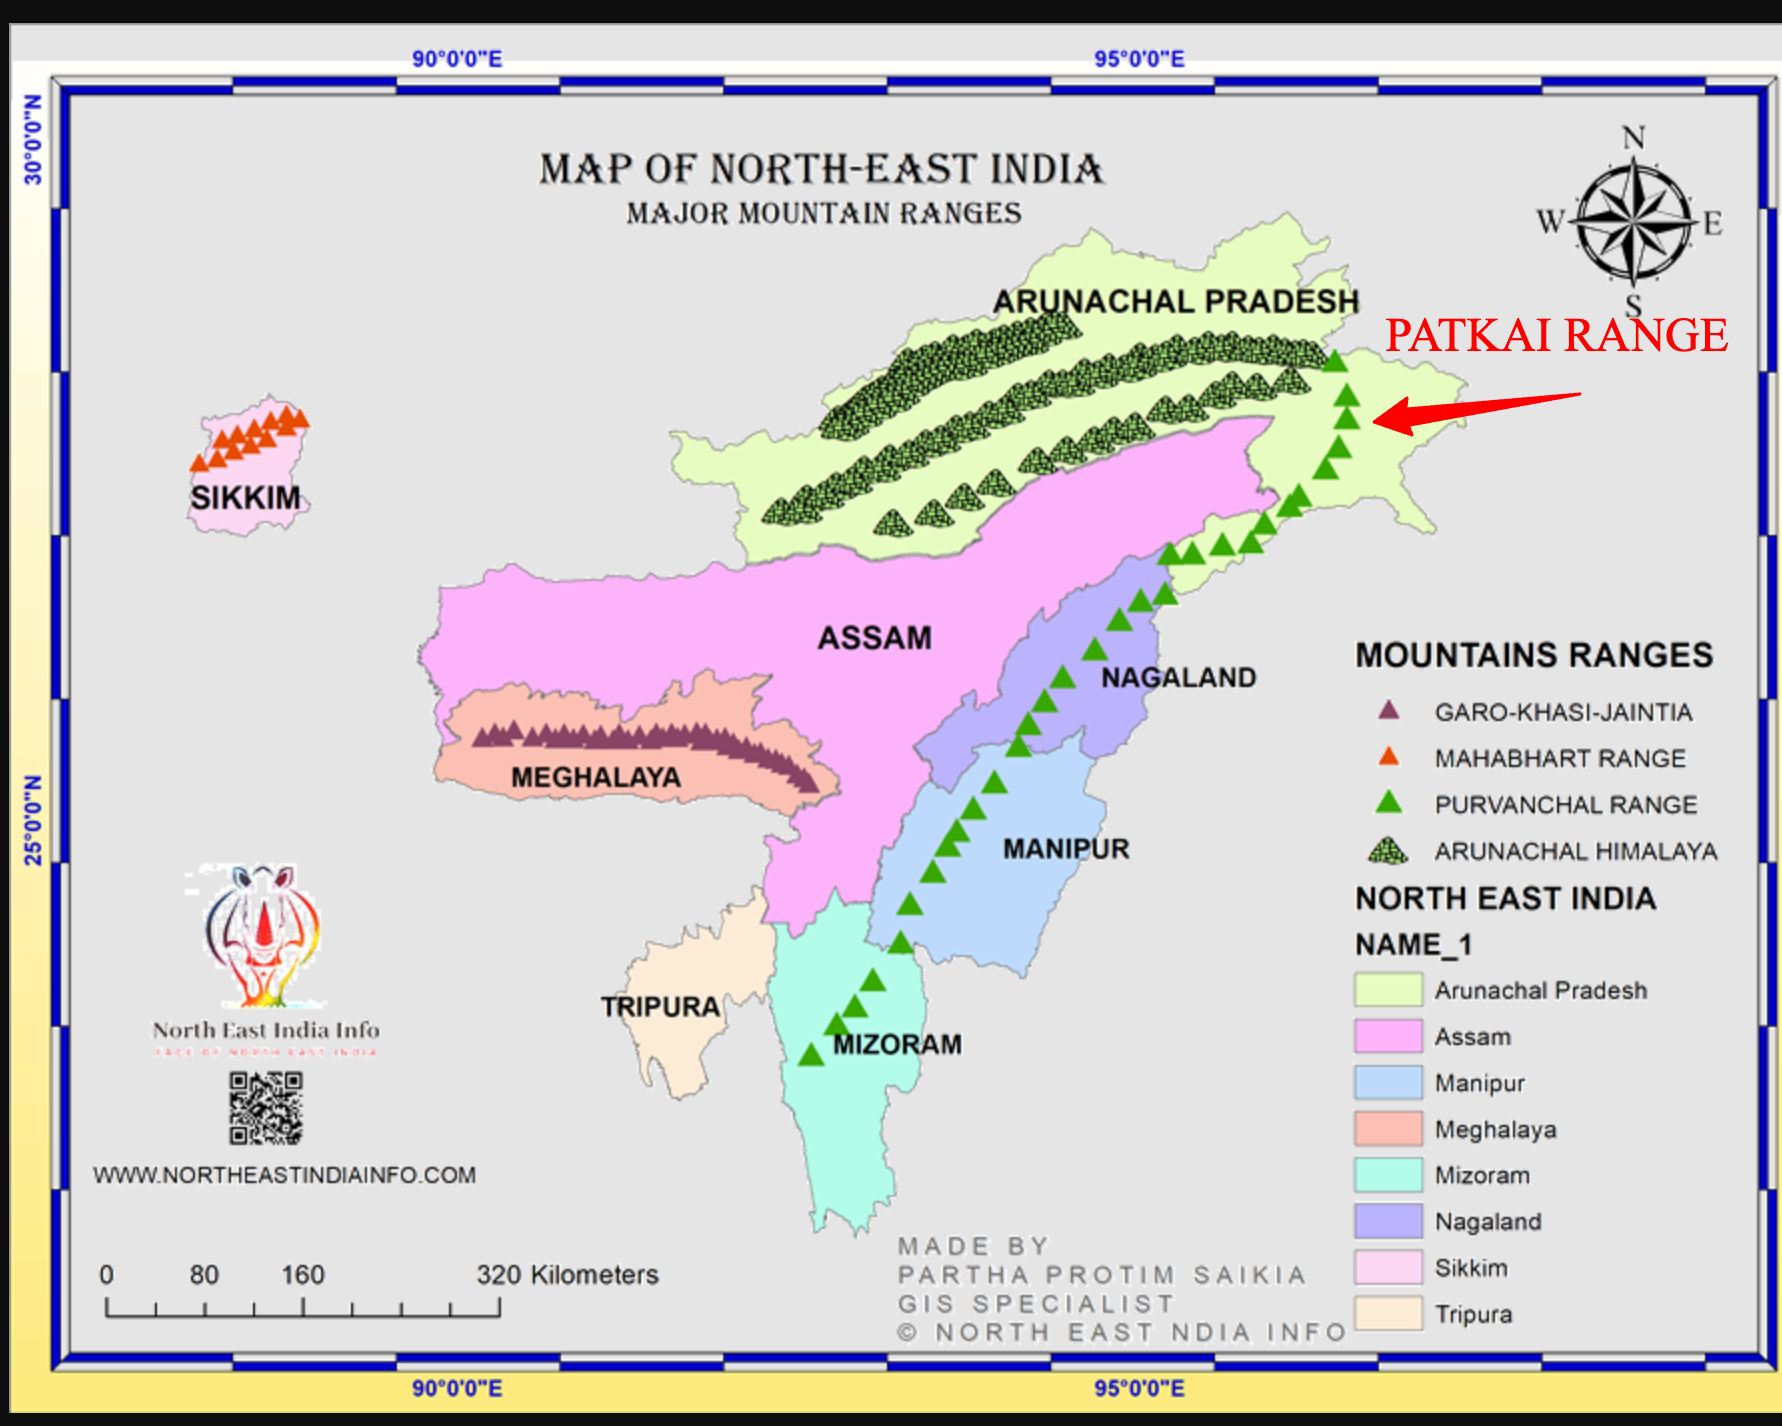 90°0'0"E
95°0'0"E
30°0'0"N
MAP OF NORTH-EAST INDIA
MAJOR MOUNTAIN RANGES
N
W
E
S
ARUNACHAL PRADESH
PATKAI RANGE
SIKKIM
ASSAM
NAGALAND
MEGHALAYA
MANIPUR
TRIPURA
MIZORAM
25°0'0"N
MOUNTAINS RANGES
GARO-KHASI-JAINTIA
MAHABHART RANGE
PURVANCHAL RANGE
ARUNACHAL HIMALAYA
NORTH EAST INDIA
NAME_1
Arunachal Pradesh
Assam
Manipur
Meghalaya
Mizoram
Nagaland
Sikkim
Tripura
North East India Info
FACE OF NORTH EAST INDIA
WWW.NORTHEASTINDIAINFO.COM
0 80 160 320 Kilometers
MADE BY
PARTHA PROTIM SAIKIA
GIS SPECIALIST
© NORTH EAST NDIA INFO
90°0'0"E
95°0'0"E